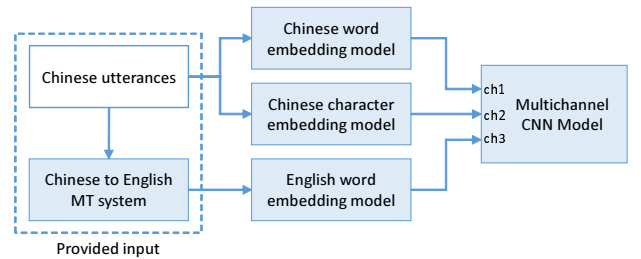 Chinese utterances
Chinese to English
MT system
Provided input
Chinese word
embedding model
Chinese character
embedding model
English word
embedding model
ch1
ch2
ch3
Multichannel
CNN Model